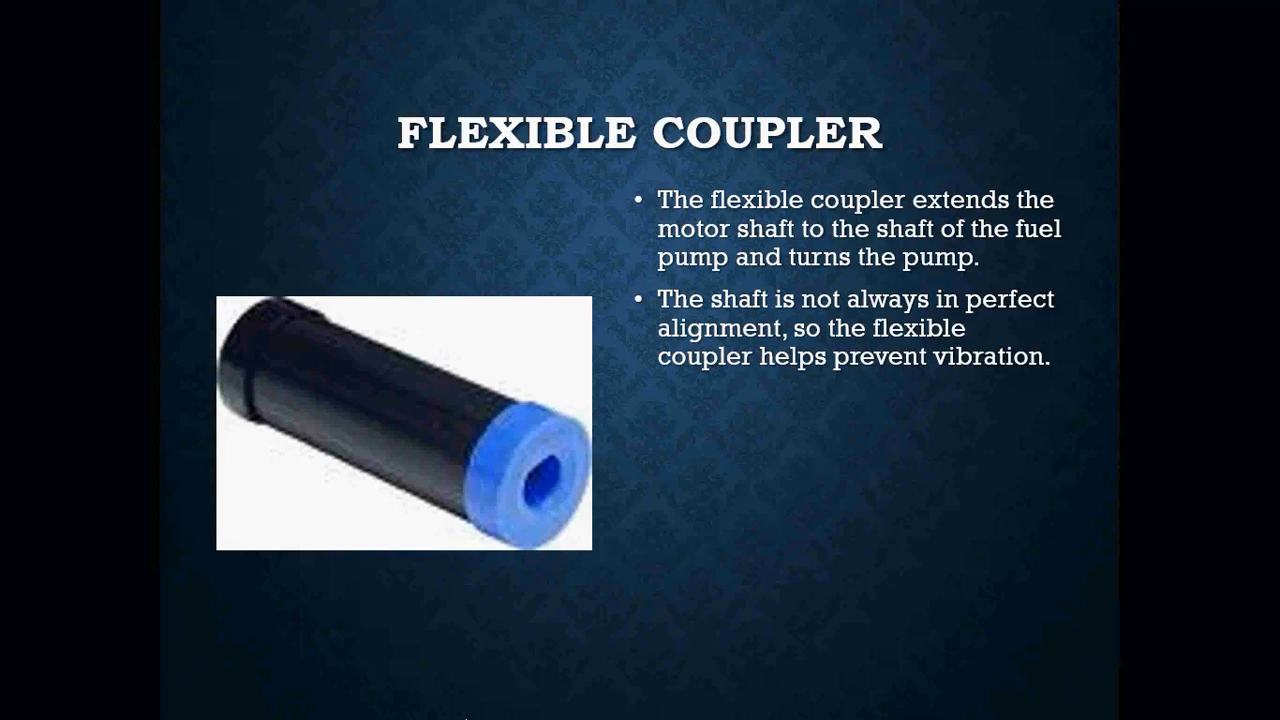 FLEXIBLE COUPLER
• The flexible coupler extends the
motor shaft to the shaft of the fuel
pump and turns the pump.
• The shaft is not always in perfect
alignment, so the flexible
coupler helps prevent vibration.